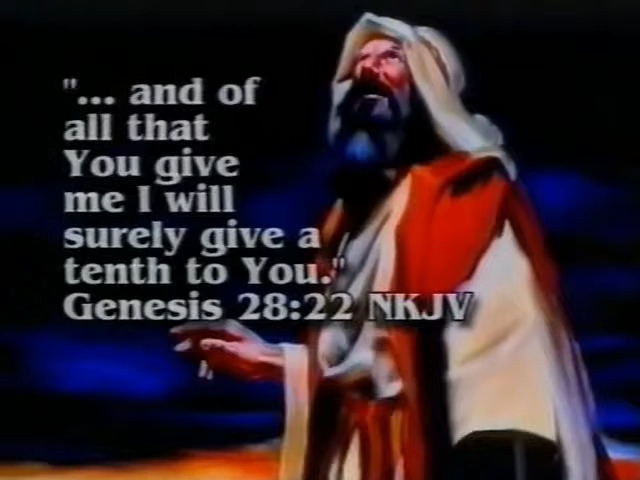 "... and of
all that
You give
me I will
surely give a
tenth to You."
Genesis 28:22 NKJV